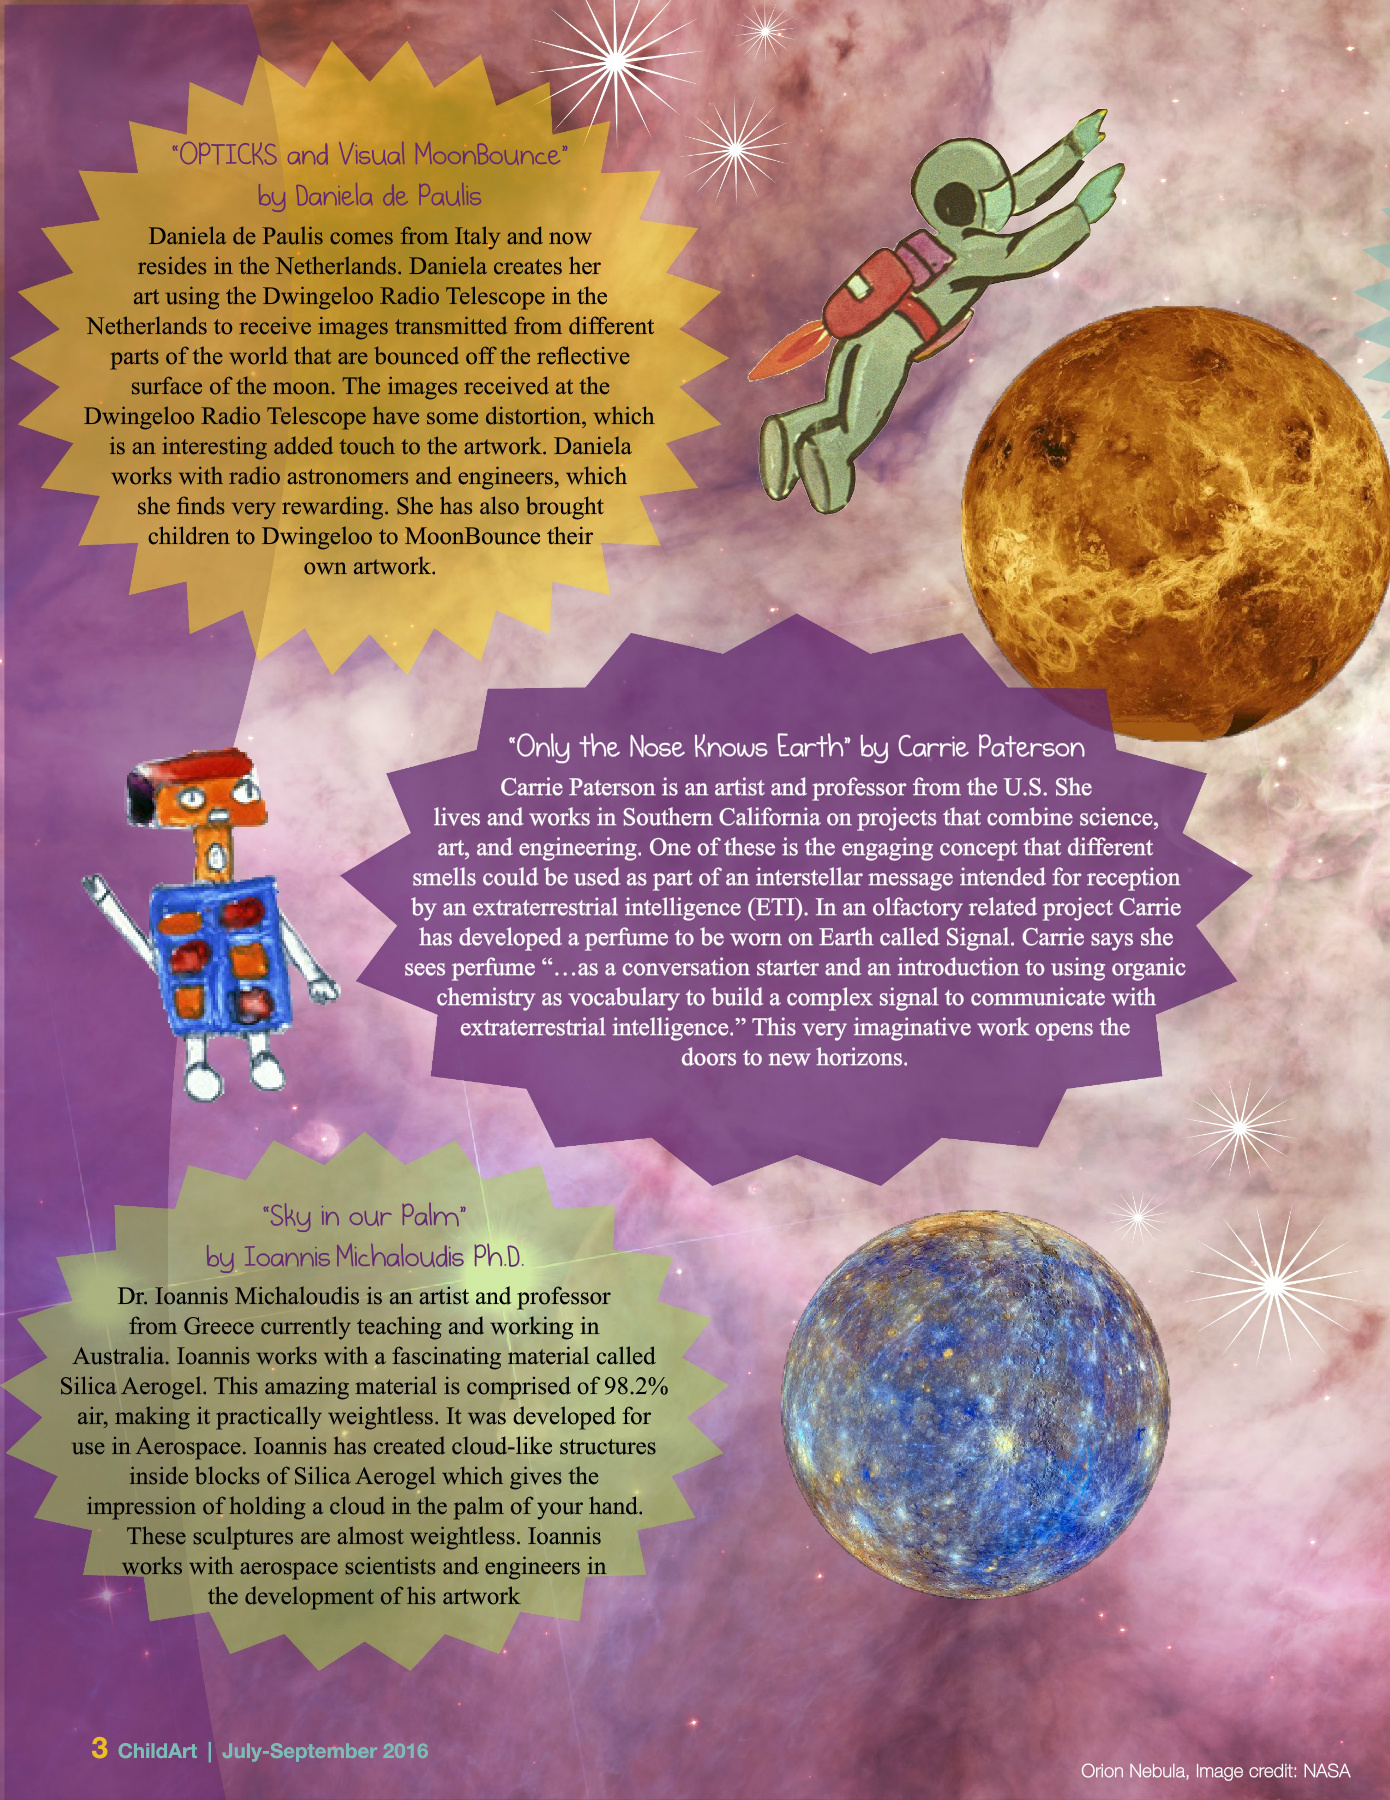 “OPTICKS and Visual MoonBounce”
by Daniela de Paulis
Daniela de Paulis comes from Italy and now
resides in the Netherlands. Daniela creates her
art using the Dwingeloo Radio Telescope in the
Netherlands to receive images transmitted from different
parts of the world that are bounced off the reflective
surface of the moon. The images received at the
Dwingeloo Radio Telescope have some distortion, which
is an interesting added touch to the artwork. Daniela
works with radio astronomers and engineers, which
she finds very rewarding. She has also brought
children to Dwingeloo to MoonBounce their
own artwork.
“Only the Nose Knows Earth” by Carrie Paterson
Carrie Paterson is an artist and professor from the U.S. She
lives and works in Southern California on projects that combine science,
art, and engineering. One of these is the engaging concept that different
smells could be used as part of an interstellar message intended for reception
by an extraterrestrial intelligence (ETI). In an olfactory related project Carrie
has developed a perfume to be worn on Earth called Signal. Carrie says she
sees perfume “…as a conversation starter and an introduction to using organic
chemistry as vocabulary to build a complex signal to communicate with
extraterrestrial intelligence.” This very imaginative work opens the
doors to new horizons.
“Sky in our Palm”
by Ioannis Michaloudis Ph.D.
Dr. Ioannis Michaloudis is an artist and professor
from Greece currently teaching and working in
Australia. Ioannis works with a fascinating material called
Silica Aerogel. This amazing material is comprised of 98.2%
air, making it practically weightless. It was developed for
use in Aerospace. Ioannis has created cloud-like structures
inside blocks of Silica Aerogel which gives the
impression of holding a cloud in the palm of your hand.
These sculptures are almost weightless. Ioannis
works with aerospace scientists and engineers in
the development of his artwork
3 ChildArt | July-September 2016
Orion Nebula, Image credit: NASA